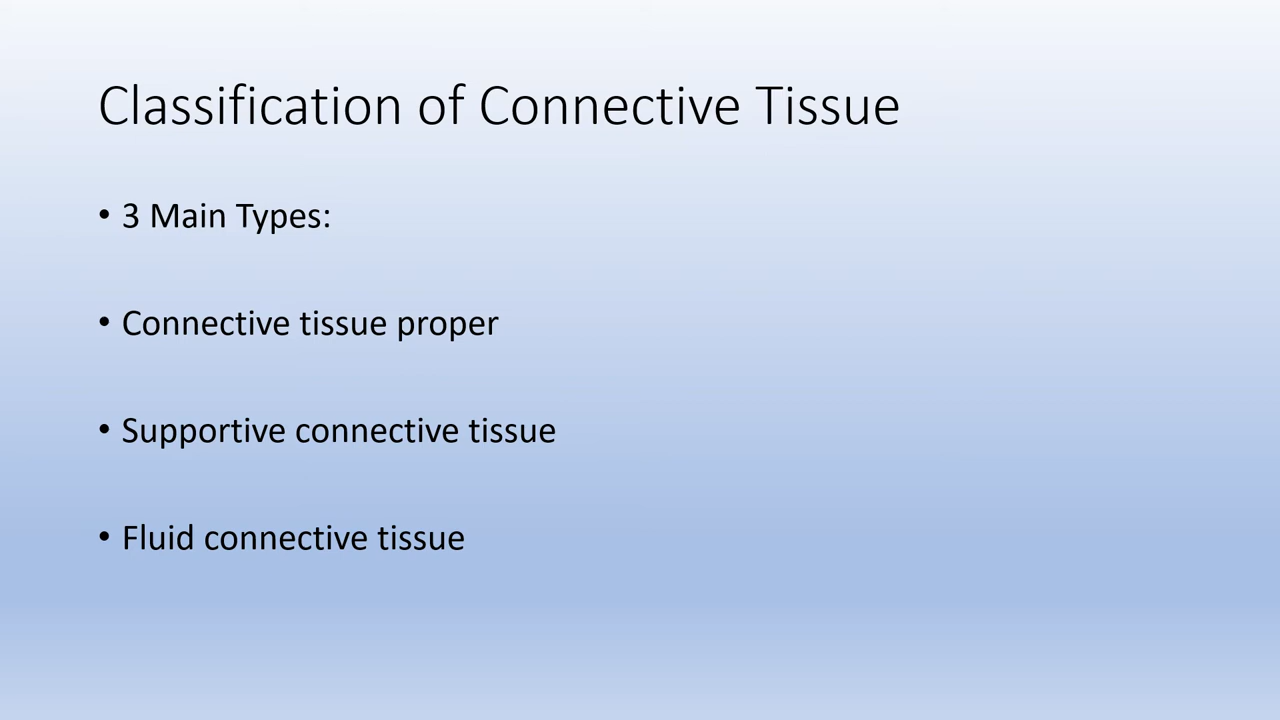 Classification of Connective Tissue
• 3 Main Types:
• Connective tissue proper
• Supportive connective tissue
• Fluid connective tissue